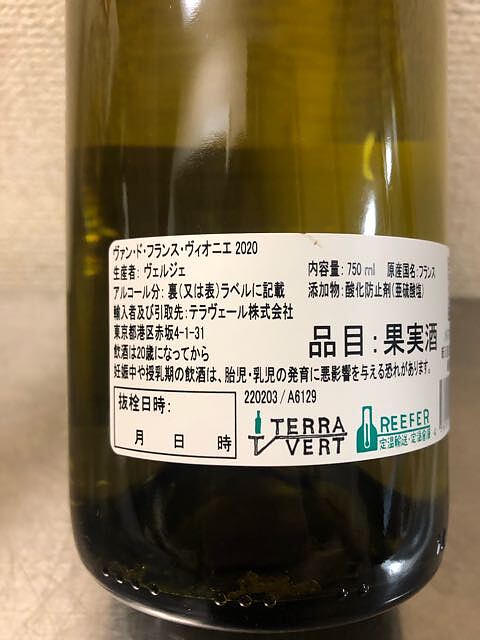 ヴァン・ド・フランス・ヴィオニエ 2020
生産者: ヴェルジェ
内容量: 750 ml 原産国名: フランス
アルコール分: 裏(又は表)ラベルに記載
添加物: 酸化防止剤(亜硫酸塩)
輸入者及び引取先: テラヴェール株式会社
東京都港区赤坂4-1-31
品目: 果実酒
飲酒は20歳になってから
妊娠中や授乳期の飲酒は、胎児・乳児の発育に悪影響を与える恐れがあります。
220203 / A6129
抜栓日時:
月 日 時
TERRA VERT
REEFER
定温輸送・定温倉庫